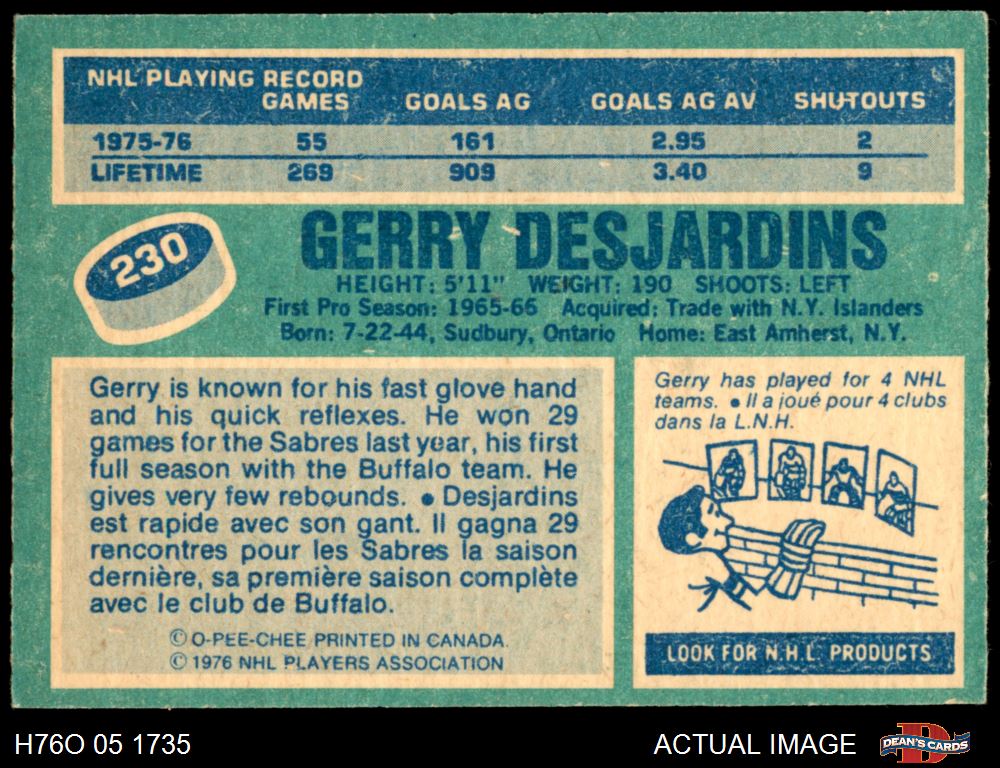 NHL PLAYING RECORD
GAMES GOALS AG GOALS AG AV SHUTOUTS
1975-76 55 161 2.95 2
LIFETIME 269 909 3.40 9
230
GERRY DESJARDINS
HEIGHT: 5'11" WEIGHT: 190 SHOOTS: LEFT
First Pro Season: 1965-66 Acquired: Trade with N.Y. Islanders
Born: 7-22-44, Sudbury, Ontario Home: East Amherst, N.Y.
Gerry is known for his fast glove hand
and his quick reflexes. He won 29
games for the Sabres last year, his first
full season with the Buffalo team. He
gives very few rebounds. ● Desjardins
est rapide avec son gant. Il gagna 29
rencontres pour les Sabres la saison
dernière, sa première saison complète
avec le club de Buffalo.
© O-PEE-CHEE PRINTED IN CANADA.
© 1976 NHL PLAYERS ASSOCIATION
Gerry has played for 4 NHL
teams. ● Il a joué pour 4 clubs
dans la L.N.H.
LOOK FOR N.H.L. PRODUCTS
H76O 05 1735
ACTUAL IMAGE
D
DEAN'S CARDS